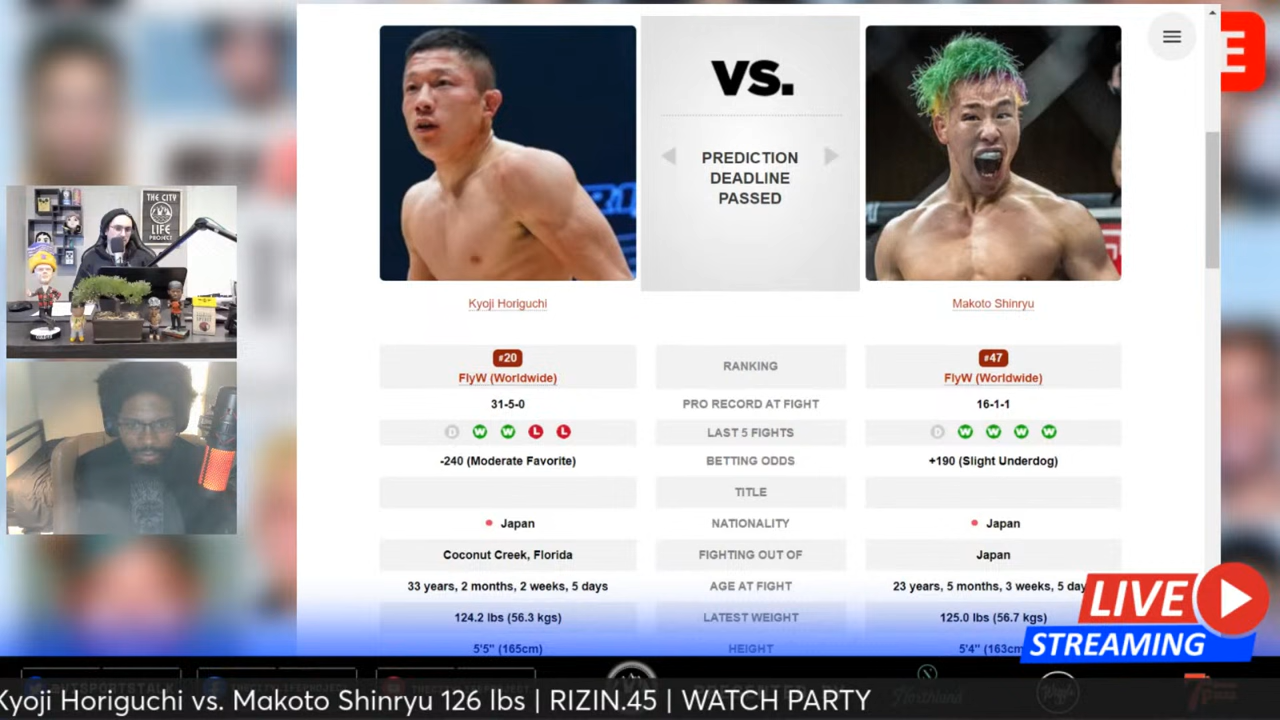 VS.
PREDICTION
DEADLINE
PASSED
E
THE CITY
LIFE
PROJECT
Kyoji Horiguchi
Makoto Shinryu
#20
FlyW (Worldwide)
RANKING
#47
FlyW (Worldwide)
31-5-0
PRO RECORD AT FIGHT
16-1-1
D W W L L
LAST 5 FIGHTS
D W W W W
-240 (Moderate Favorite)
BETTING ODDS
+190 (Slight Underdog)
TITLE
Japan
NATIONALITY
Japan
Coconut Creek, Florida
FIGHTING OUT OF
Japan
33 years, 2 months, 2 weeks, 5 days
AGE AT FIGHT
23 years, 5 months, 3 weeks, 5 day
124.2 lbs (56.3 kgs)
LATEST WEIGHT
125.0 lbs (56.7 kgs)
5'5" (165cm)
HEIGHT
5'4" (163cm
LIVE
STREAMING
Kyoji Horiguchi vs. Makoto Shinryu 126 lbs | RIZIN.45 | WATCH PARTY